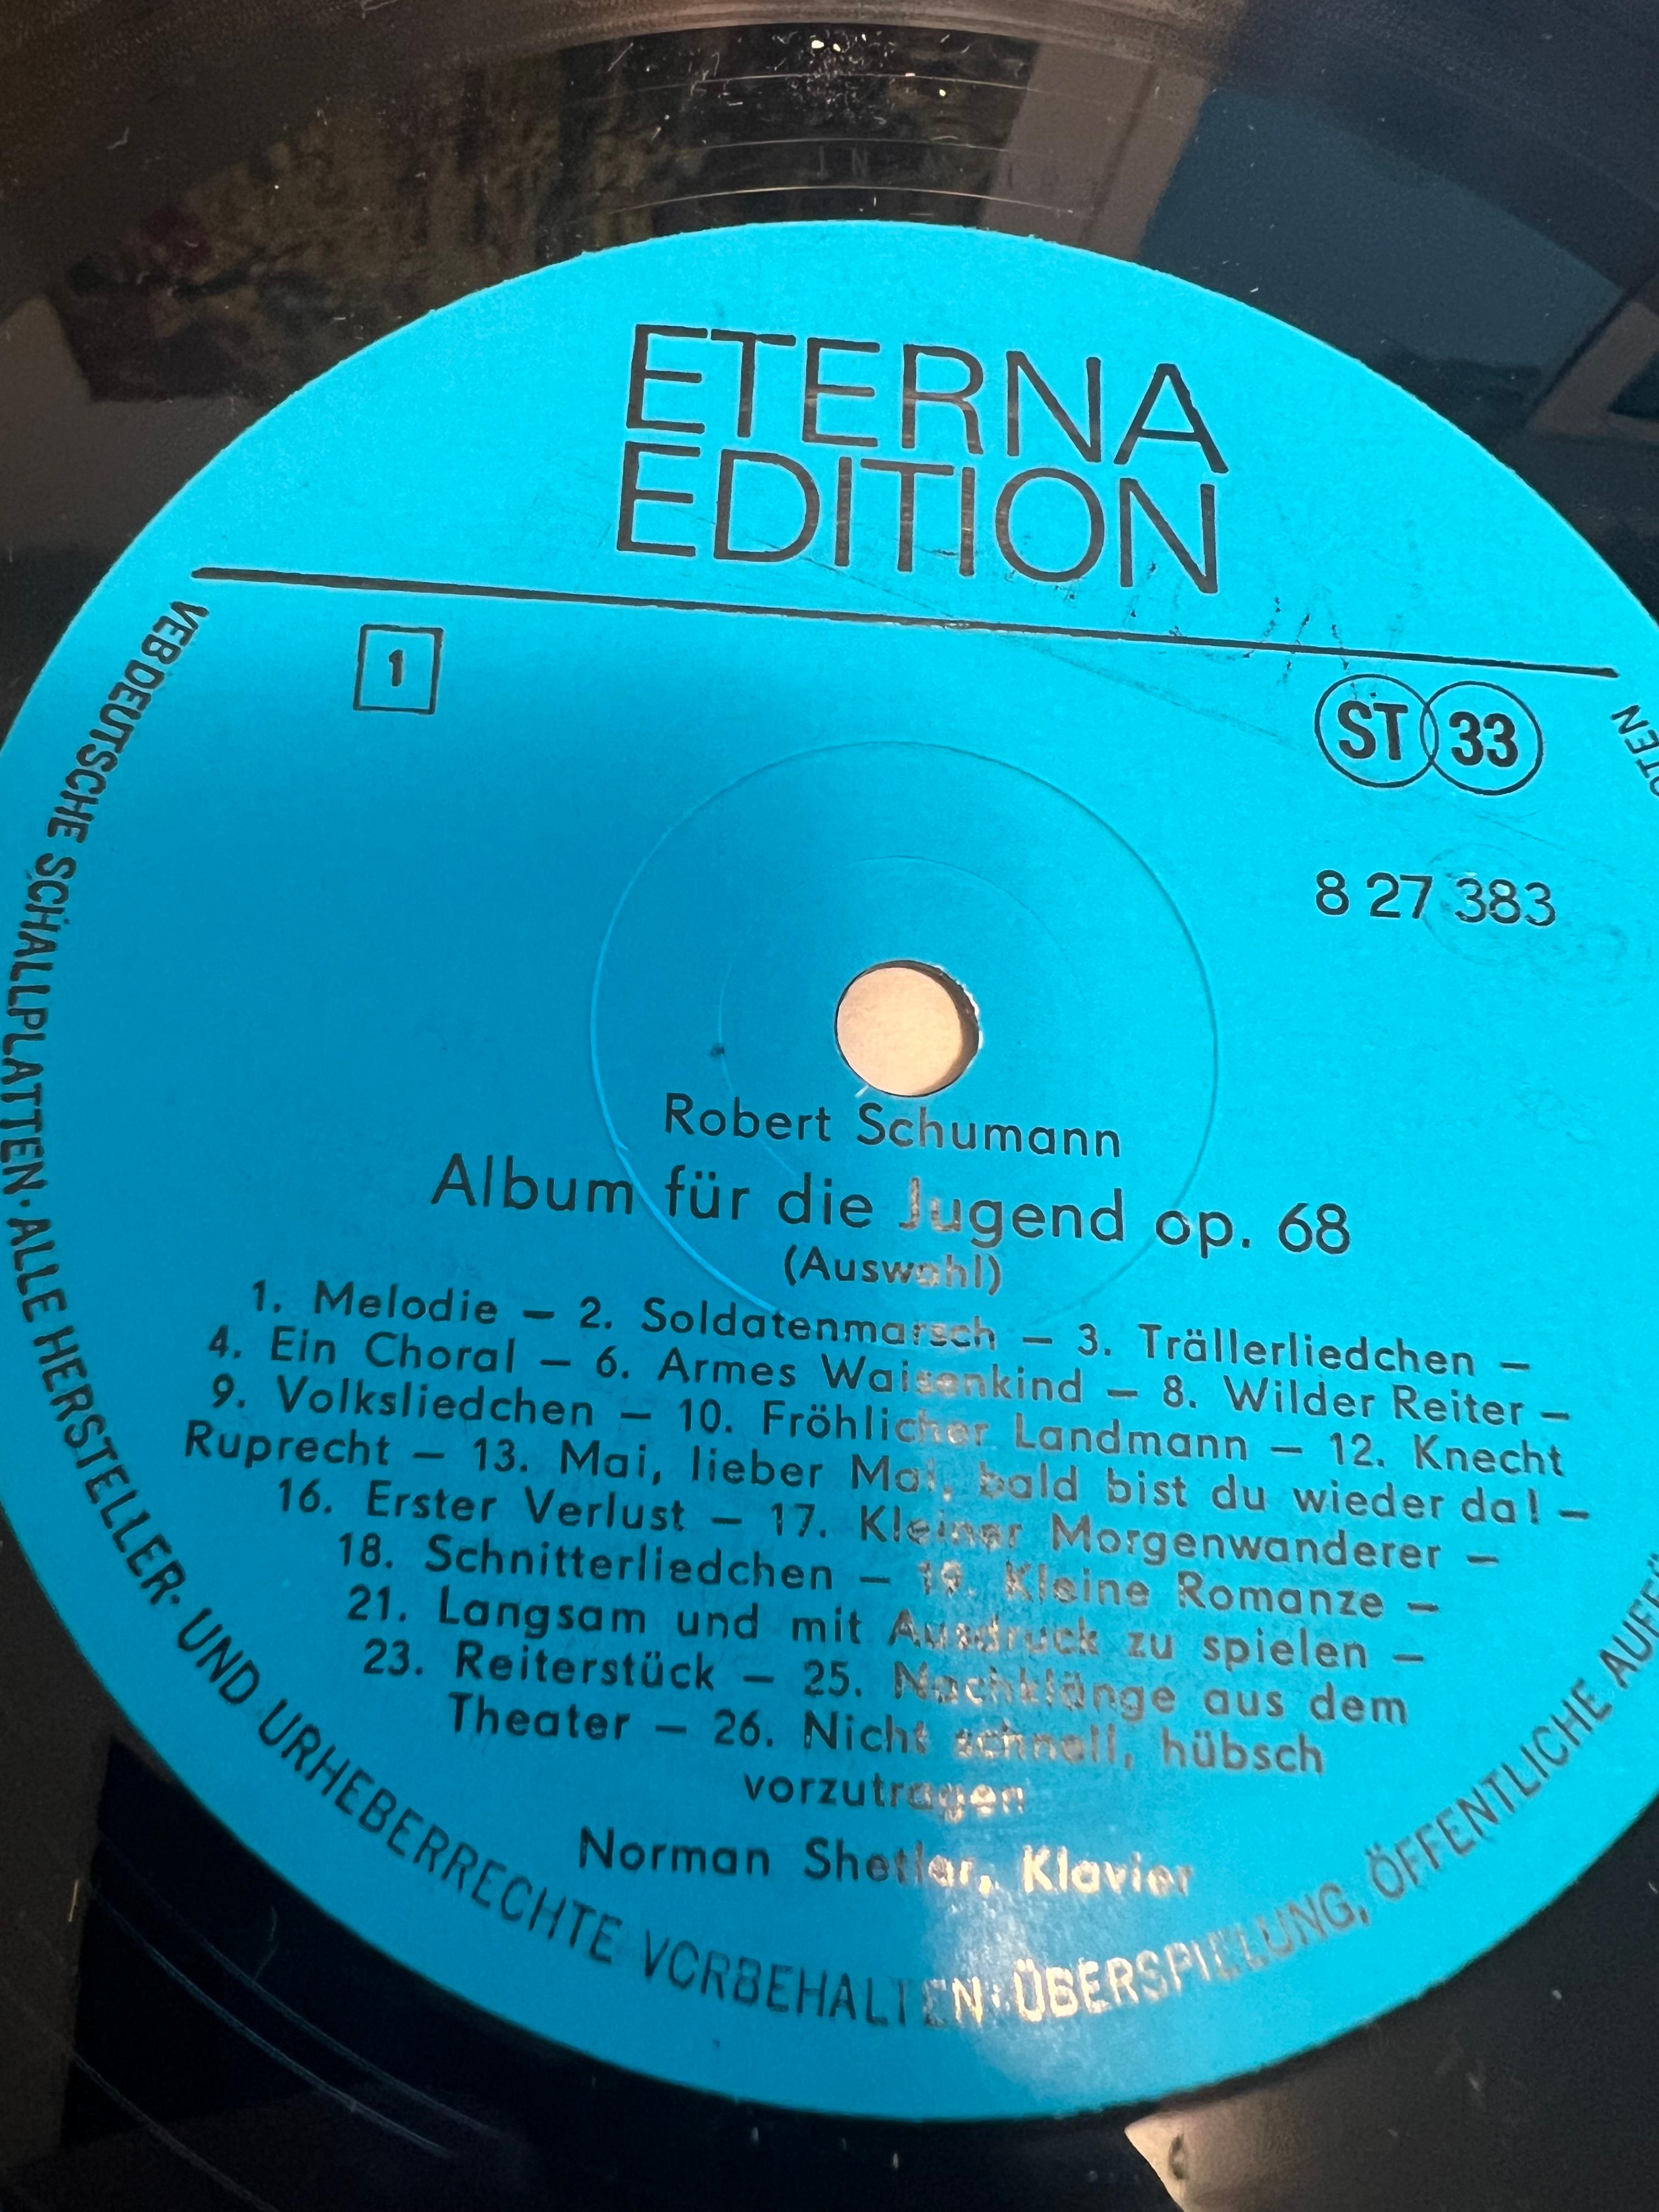 ETERNA
EDITION
1
ST 33
8 27 383
Robert Schumann
Album für die Jugend op. 68
(Auswahl)
1. Melodie – 2. Soldatenmarsch – 3. Trällerliedchen –
4. Ein Choral – 6. Armes Waisenkind – 8. Wilder Reiter –
9. Volksliedchen – 10. Fröhlicher Landmann – 12. Knecht
Ruprecht – 13. Mai, lieber Mai, bald bist du wieder da! –
16. Erster Verlust – 17. Kleiner Morgenwanderer –
18. Schnitterliedchen – 19. Kleine Romanze –
21. Langsam und mit Ausdruck zu spielen –
23. Reiterstück – 25. Nachklänge aus dem
Theater – 26. Nicht schnell, hübsch
vorzutragen
Norman Shetler, Klavier
VEB DEUTSCHE SCHALLPLATTEN · ALLE HERSTELLER- UND URHEBERRECHTE VORBEHALTEN · ÜBERSPIELUNG, ÖFFENTLICHE